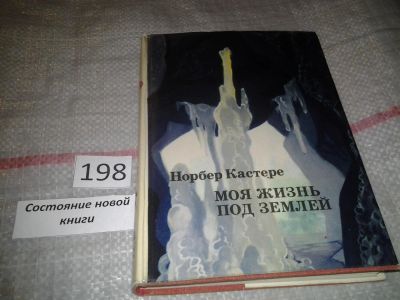 198
Состояние новой
книги
Норбер Кастере
МОЯ ЖИЗНЬ
ПОД ЗЕМЛЕЙ